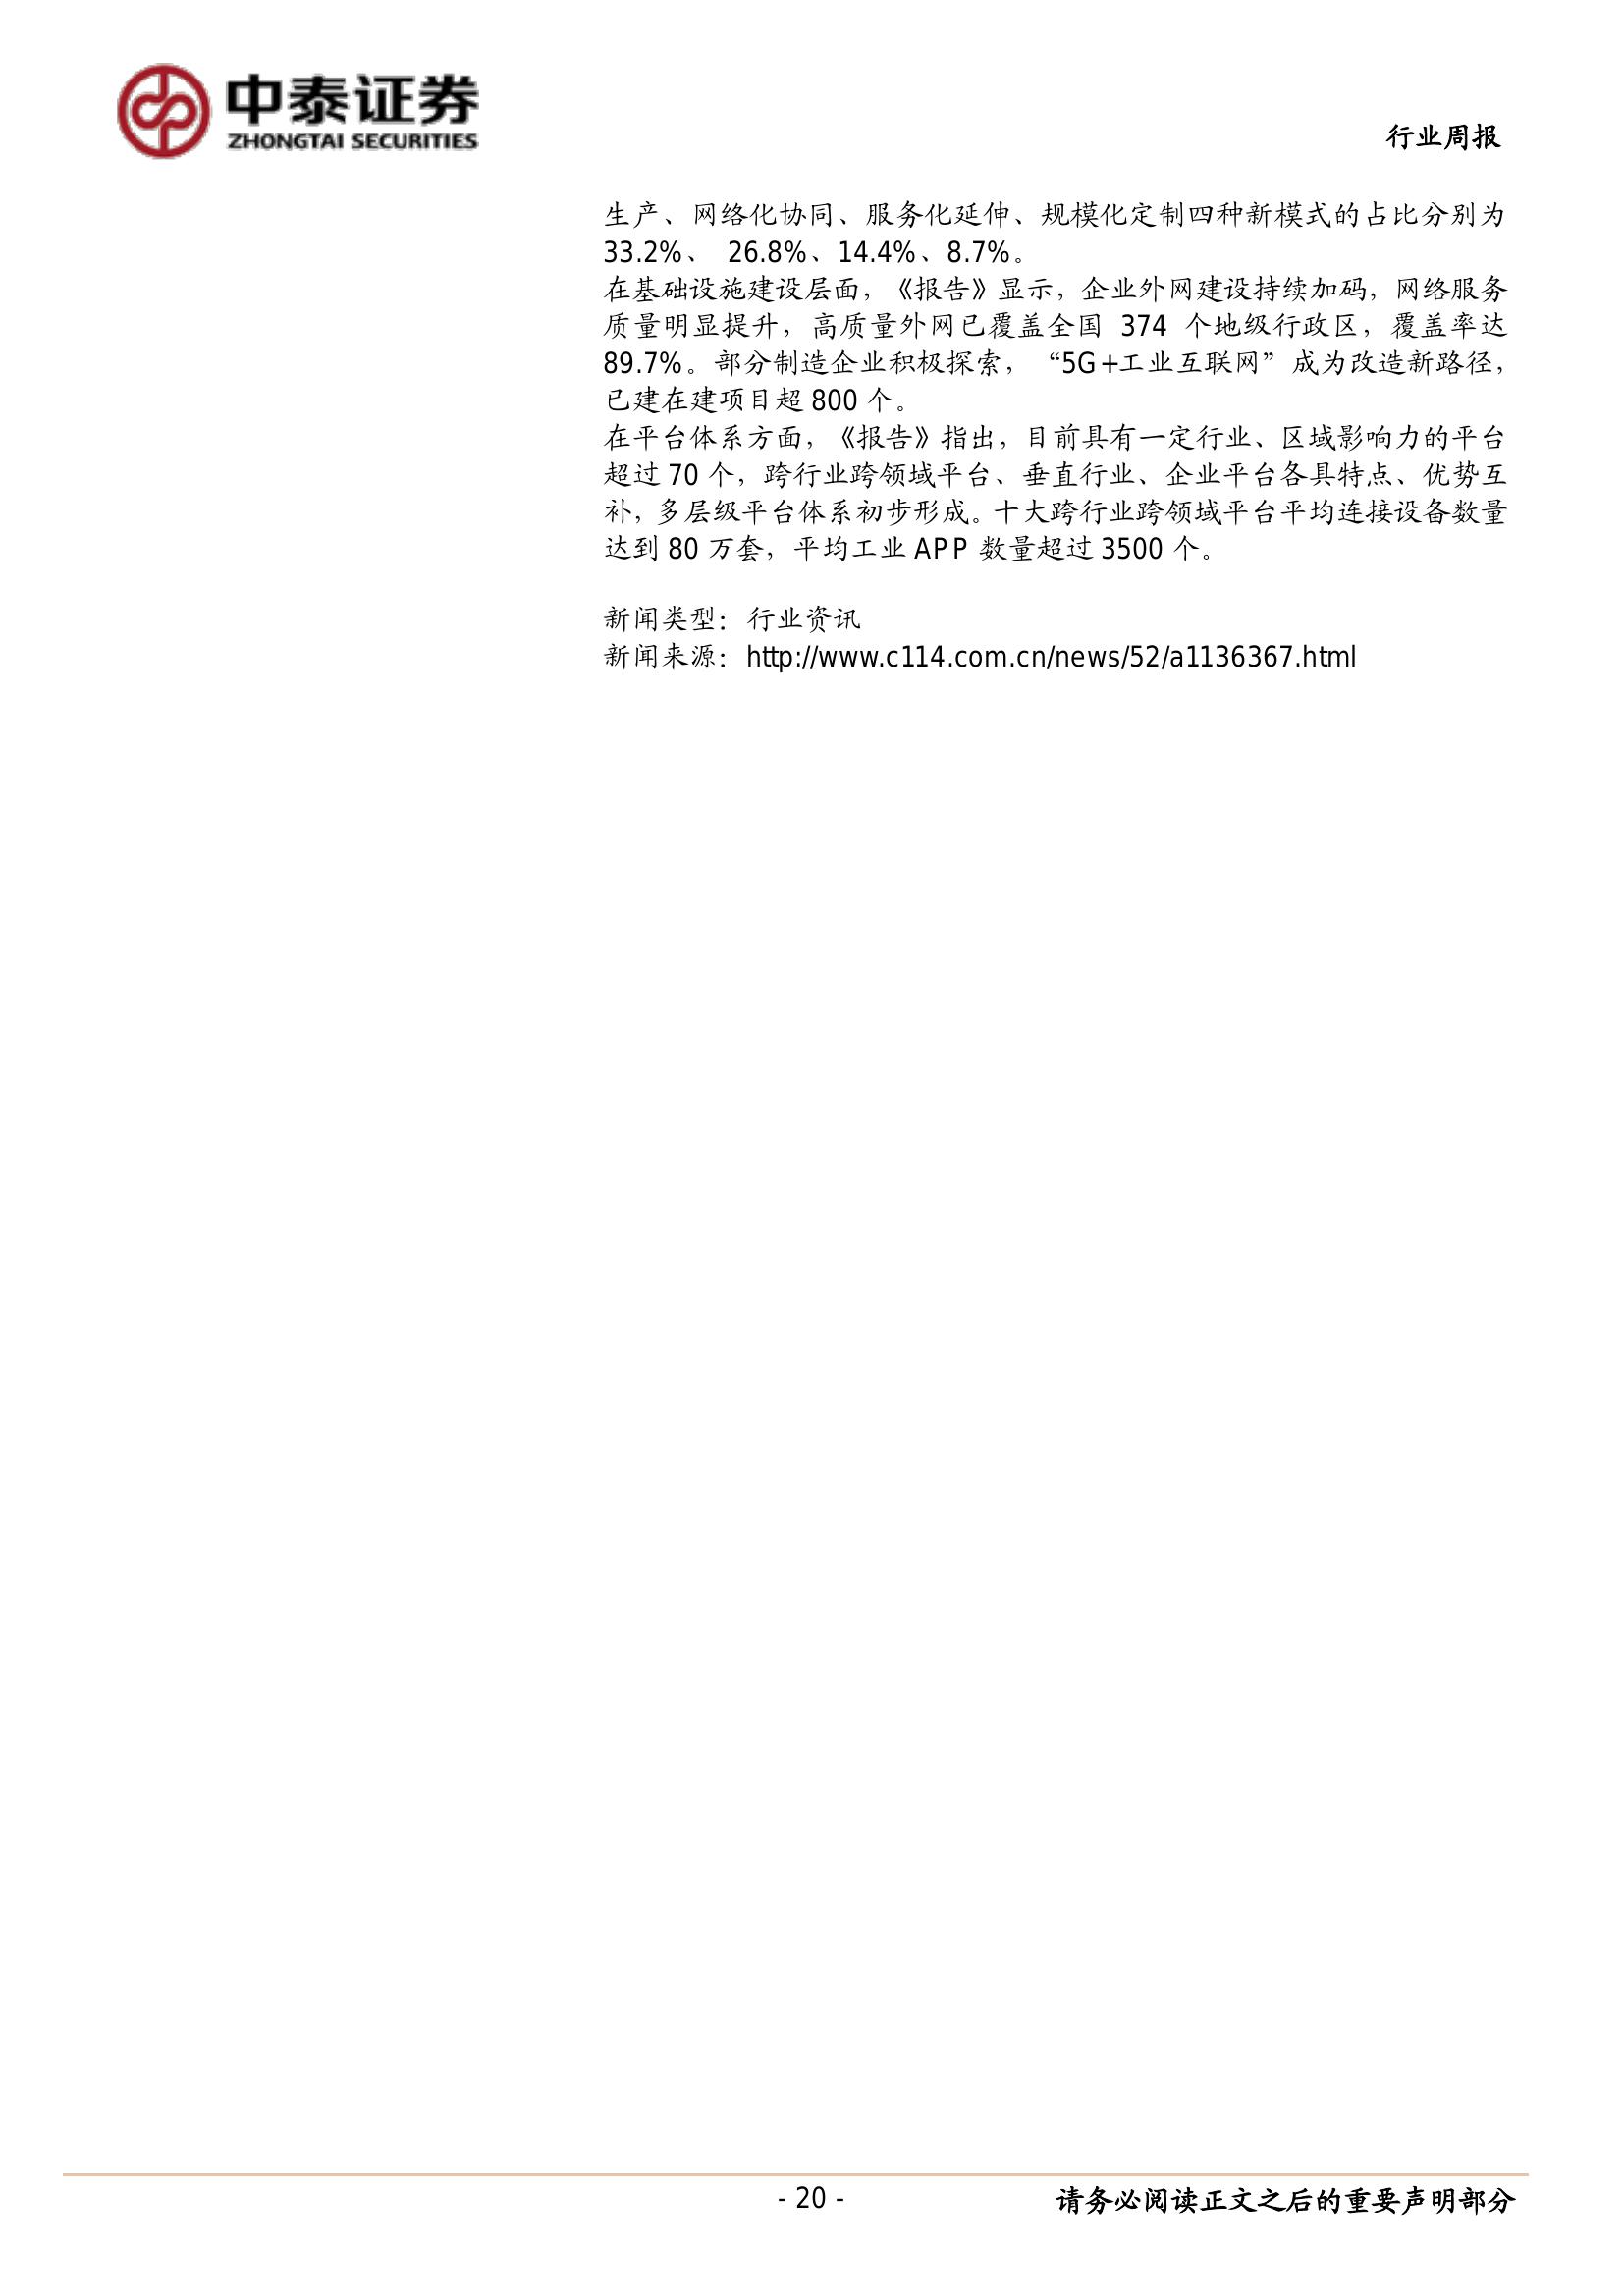 中泰证券
ZHONGTAI SECURITIES
行业周报
生产、网络化协同、服务化延伸、规模化定制四种新模式的占比分别为
33.2%、 26.8%、14.4%、8.7%。
在基础设施建设层面，《报告》显示，企业外网建设持续加码，网络服务
质量明显提升，高质量外网已覆盖全国 374 个地级行政区，覆盖率达
89.7%。部分制造企业积极探索，“5G+工业互联网”成为改造新路径，
已建在建项目超 800 个。
在平台体系方面，《报告》指出，目前具有一定行业、区域影响力的平台
超过 70 个，跨行业跨领域平台、垂直行业、企业平台各具特点、优势互
补，多层级平台体系初步形成。十大跨行业跨领域平台平均连接设备数量
达到 80 万套，平均工业 APP 数量超过 3500 个。
新闻类型：行业资讯
新闻来源：http://www.c114.com.cn/news/52/a1136367.html
- 20 -
请务必阅读正文之后的重要声明部分